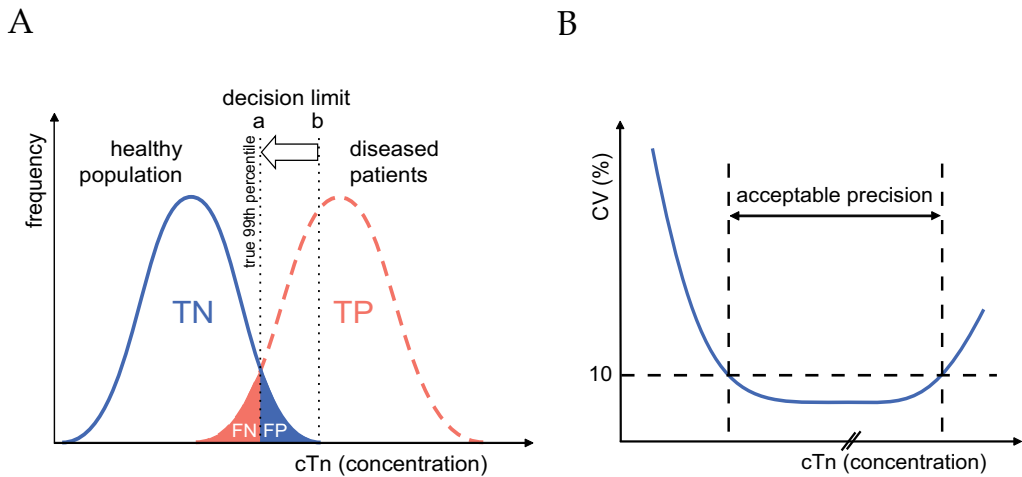 A
decision limit
a b
healthy
population
true 99th percentile
diseased
patients
frequency
TN
TP
FN FP
cTn (concentration)
B
CV (%)
acceptable precision
10
cTn (concentration)